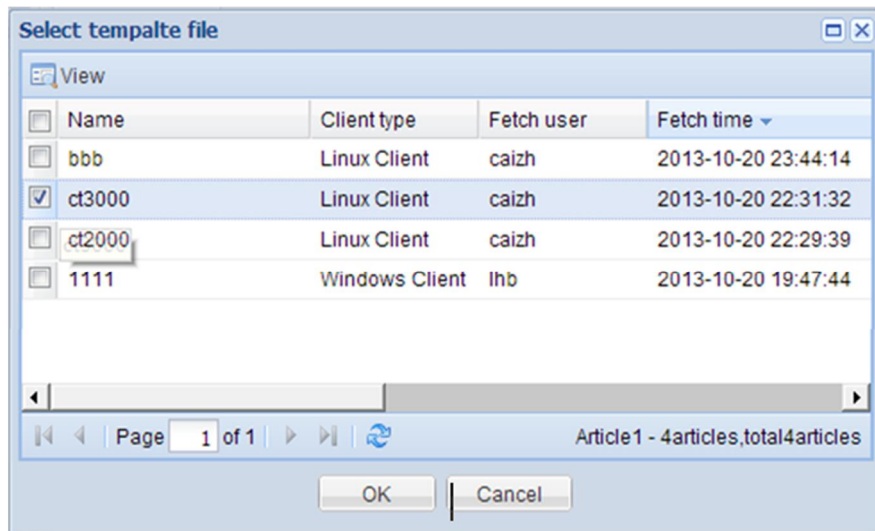 Select tempalte file
View
Name Client type Fetch user Fetch time
bbb Linux Client caizh 2013-10-20 23:44:14
ct3000 Linux Client caizh 2013-10-20 22:31:32
ct2000 Linux Client caizh 2013-10-20 22:29:39
1111 Windows Client lhb 2013-10-20 19:47:44
Page 1 of 1 Article1 - 4articles,total4articles
OK Cancel